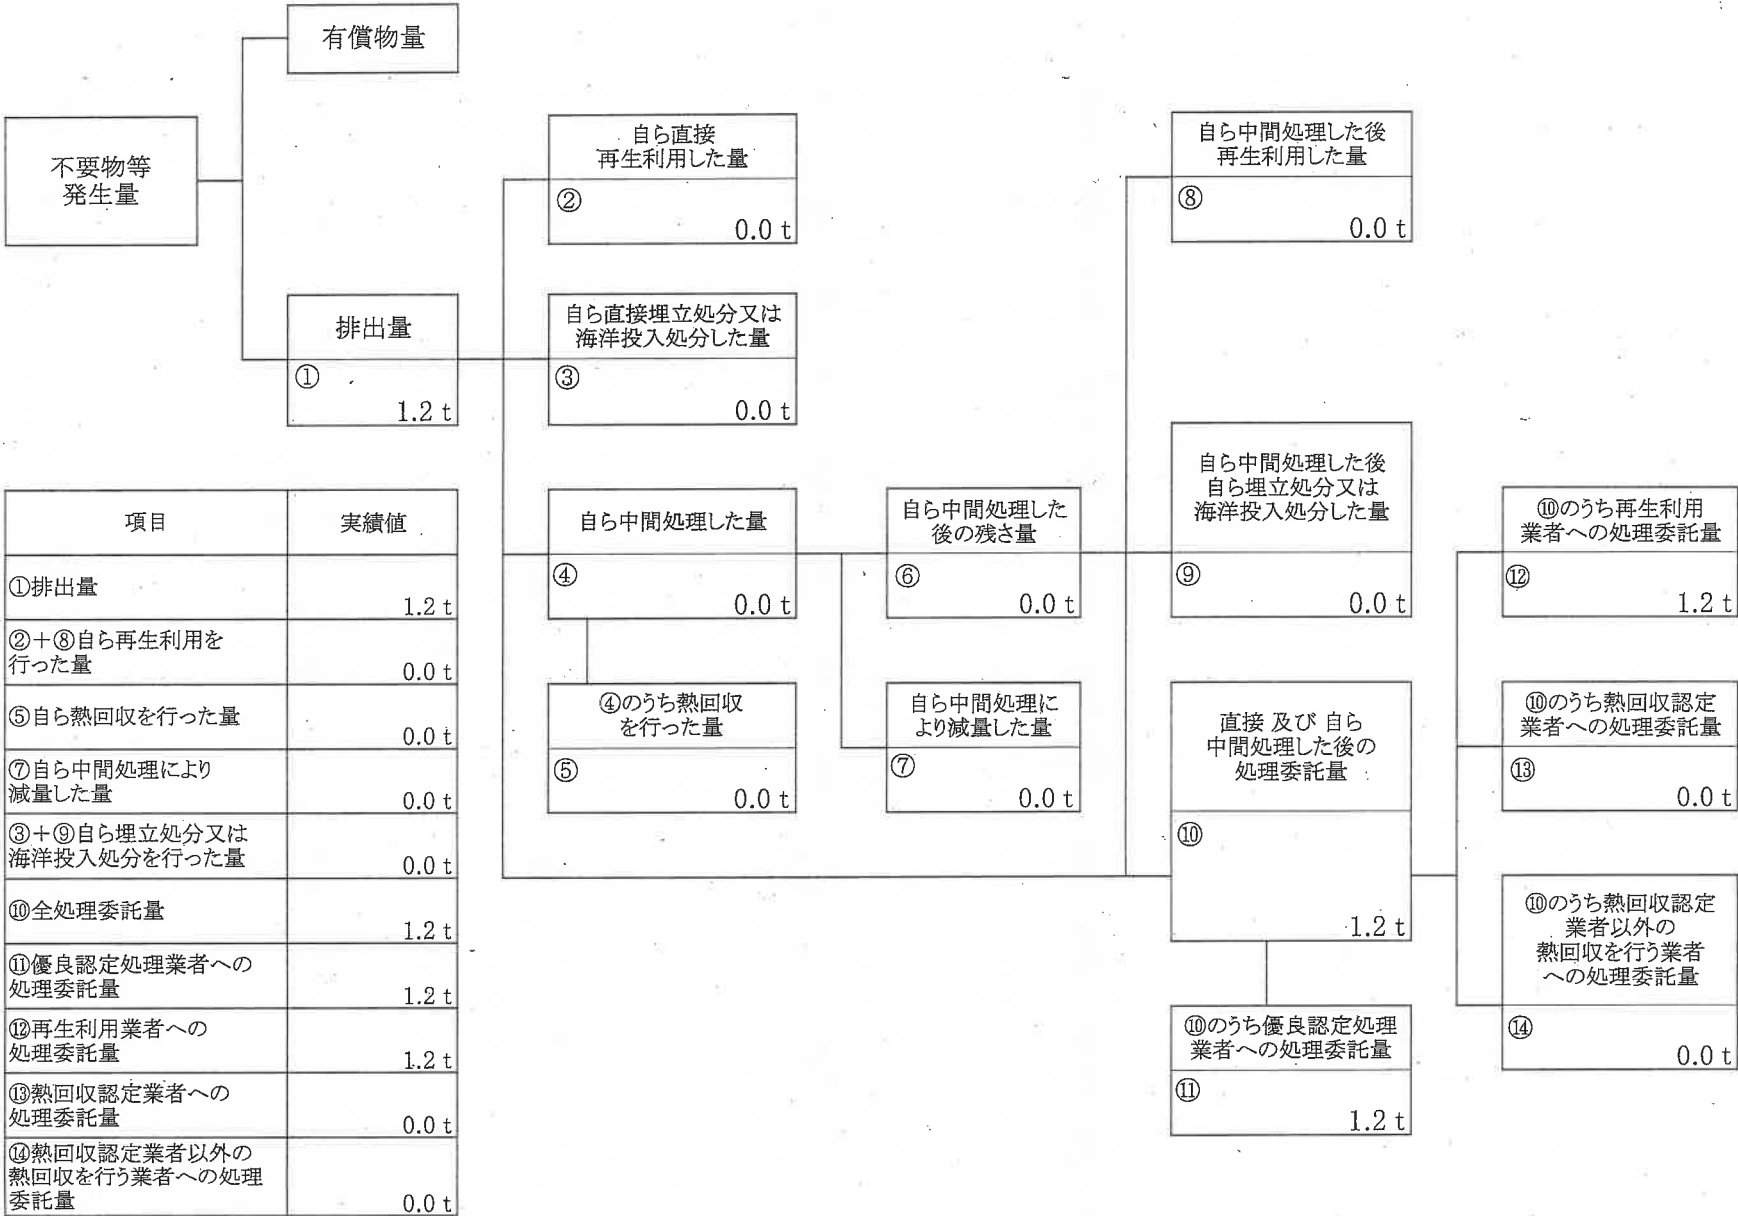 有償物量
不要物等
発生量
排出量
①
1.2 t
自ら直接
再生利用した量
②
0.0 t
自ら直接埋立処分又は
海洋投入処分した量
③
0.0 t
自ら中間処理した量
④
0.0 t
④のうち熱回収
を行った量
⑤
0.0 t
自ら中間処理した
後の残さ量
⑥
0.0 t
自ら中間処理に
より減量した量
⑦
0.0 t
自ら中間処理した後
再生利用した量
⑧
0.0 t
自ら中間処理した後
自ら埋立処分又は
海洋投入処分した量
⑨
0.0 t
直接 及び 自ら
中間処理した後の
処理委託量
⑩
1.2 t
⑩のうち優良認定処理
業者への処理委託量
⑪
1.2 t
⑩のうち再生利用
業者への処理委託量
⑫
1.2 t
⑩のうち熱回収認定
業者への処理委託量
⑬
0.0 t
⑩のうち熱回収認定
業者以外の
熱回収を行う業者
への処理委託量
⑭
0.0 t
項目 実績値
①排出量
1.2 t
②+⑧自ら再生利用を
行った量
0.0 t
⑤自ら熱回収を行った量
0.0 t
⑦自ら中間処理により
減量した量
0.0 t
③+⑨自ら埋立処分又は
海洋投入処分を行った量
0.0 t
⑩全処理委託量
1.2 t
⑪優良認定処理業者への
処理委託量
1.2 t
⑫再生利用業者への
処理委託量
1.2 t
⑬熱回収認定業者への
処理委託量
0.0 t
⑭熱回収認定業者以外の
熱回収を行う業者への処理
委託量
0.0 t